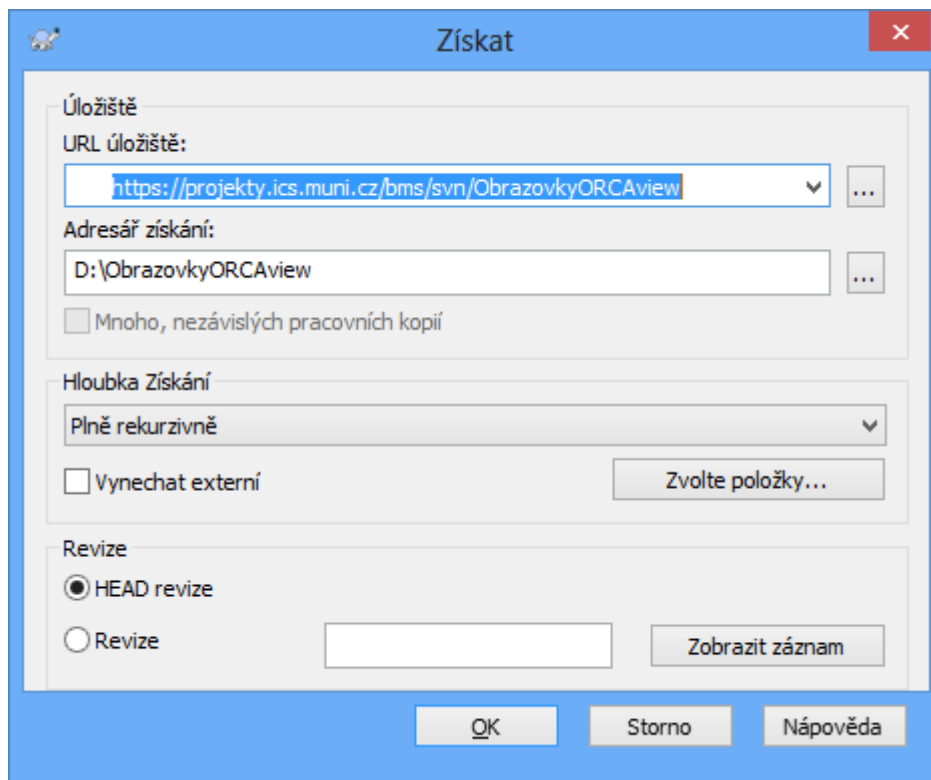 Získat
Úložiště
URL úložiště:
https://projekty.ics.muni.cz/bms/svn/ObrazovkyORCAview
...
Adresář získání:
D:\ObrazovkyORCAview
...
Mnoho, nezávislých pracovních kopií
Hloubka Získání
Plně rekurzivně
Vynechat externí
Zvolte položky...
Revize
HEAD revize
Revize
Zobrazit záznam
OK
Storno
Nápověda